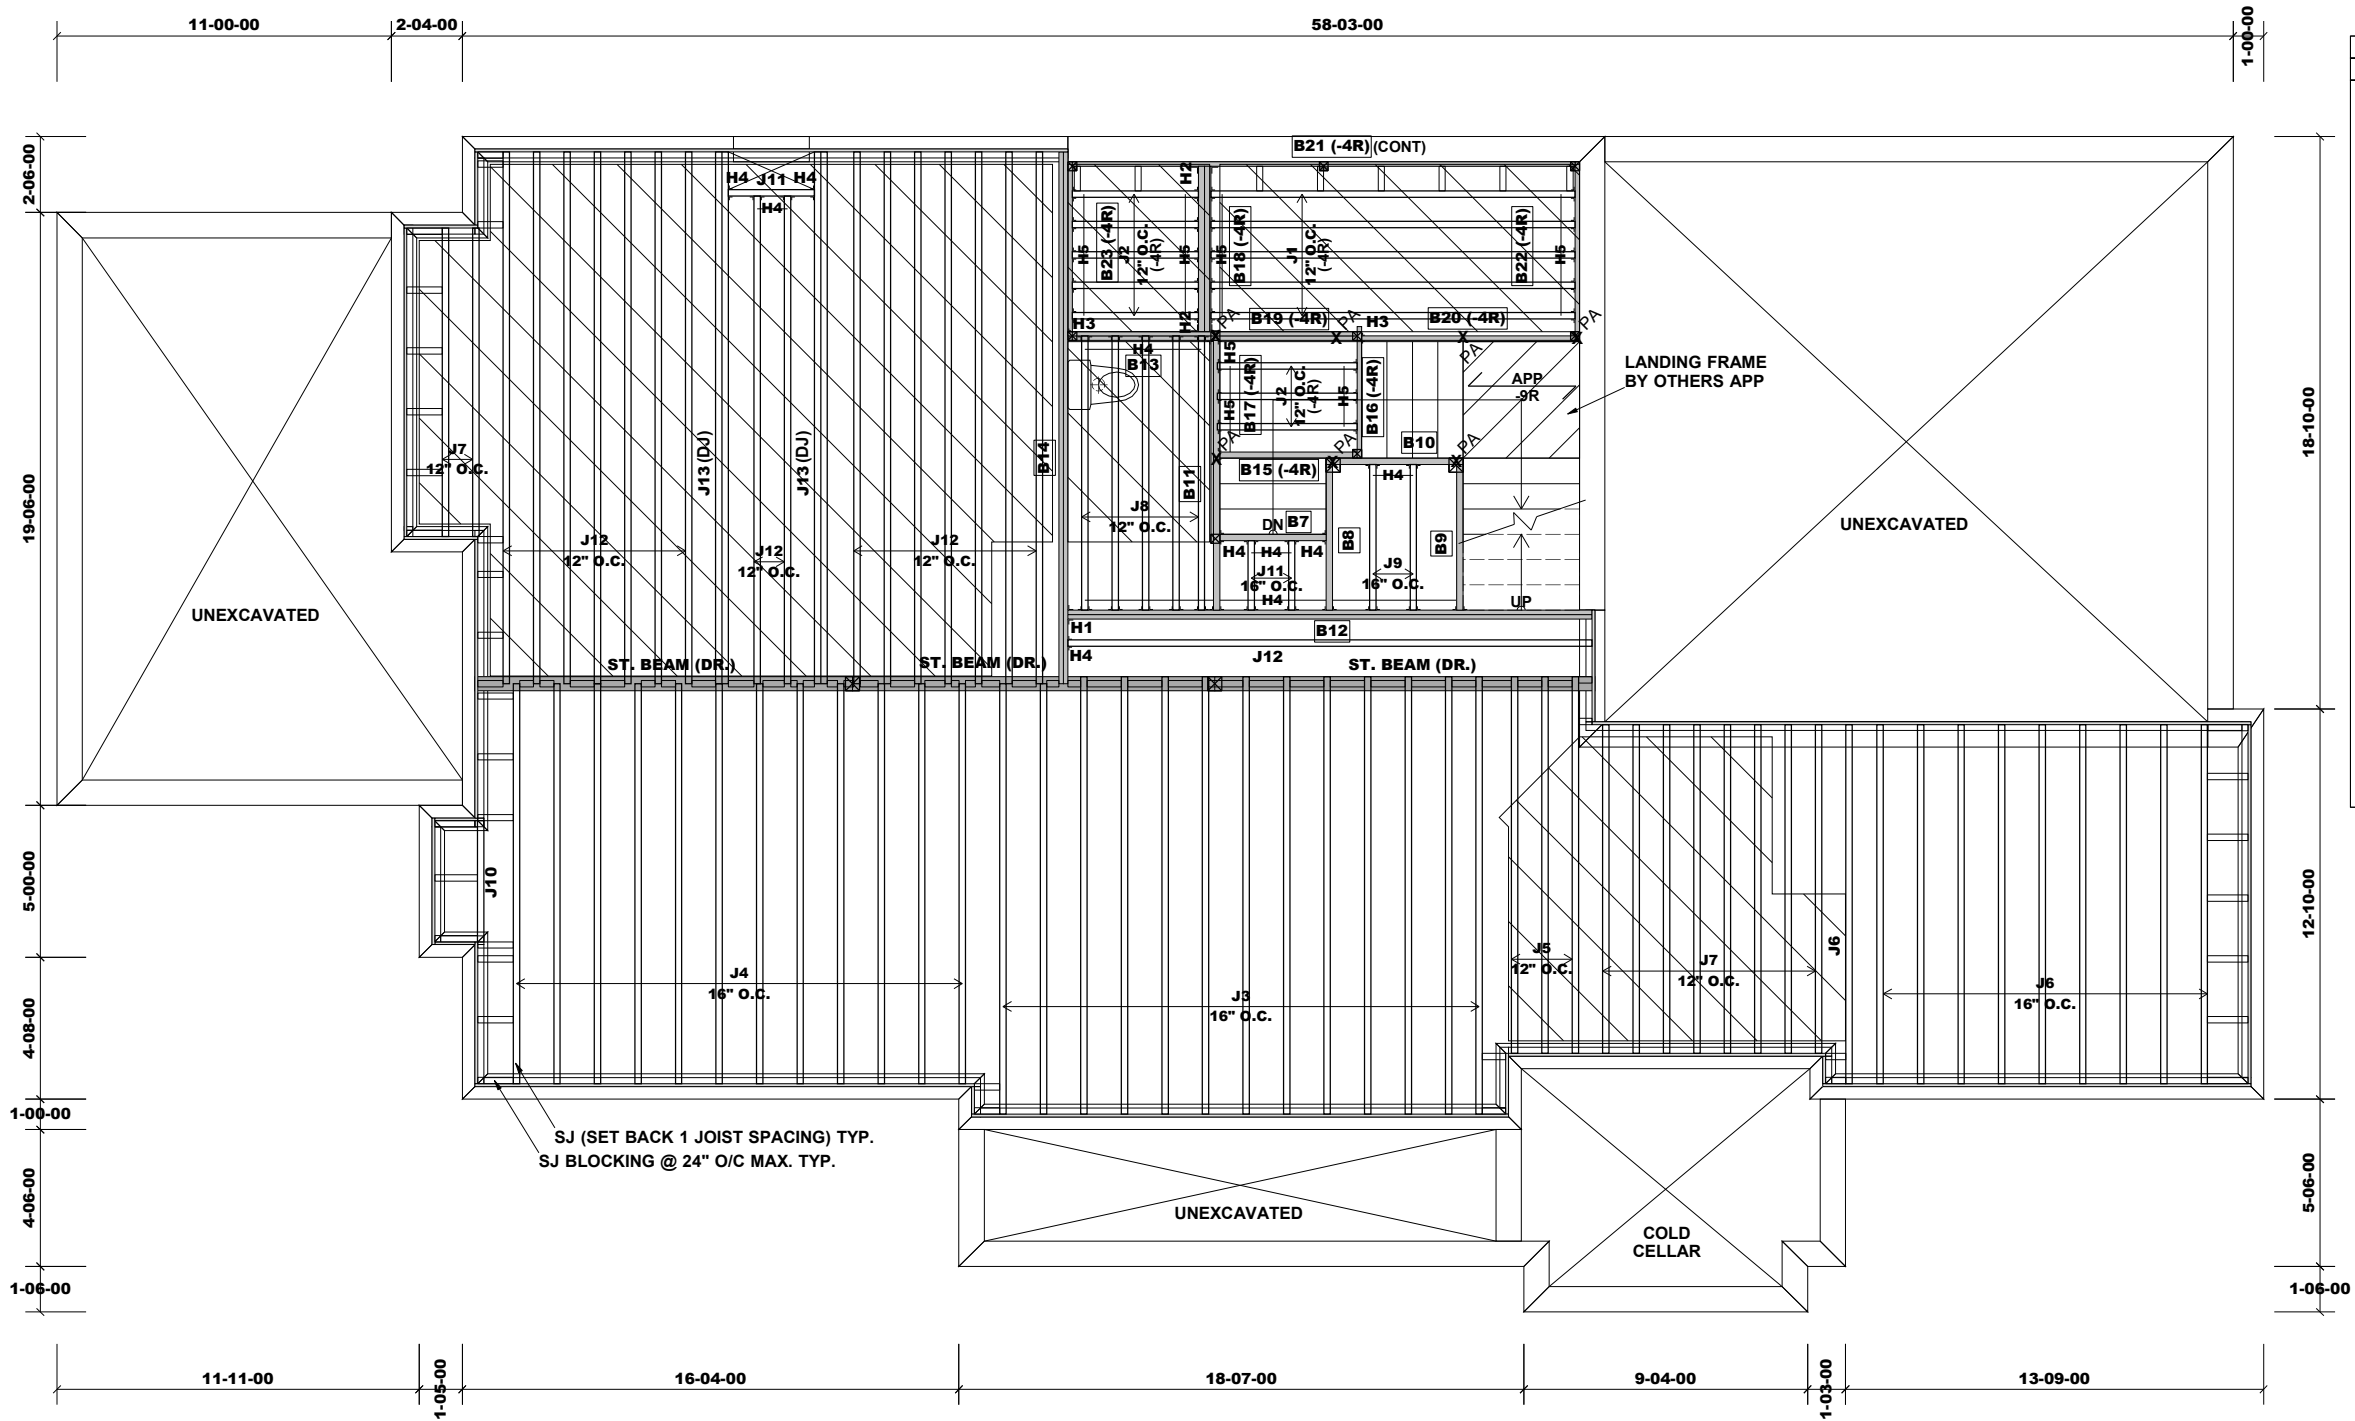 11-00-00
2-04-00
58-03-00
1-00-00
2-06-00
19-06-00
5-00-00
4-08-00
1-00-00
4-06-00
1-06-00
18-10-00
12-10-00
5-06-00
1-06-00
B21 (-4R) (CONT)
H4 J11 H4
H4
H2
H5
B23 (-4R)
J2
12" O.C.
(-4R)
H5
H2
H5
B18 (-4R)
J1
12" O.C.
(-4R)
B22 (-4R)
H5
H3
PA
B19 (-4R)
PA
X
H3
B20 (-4R)
X
PA
PA
X
H4
B13
H5
H5
B17 (-4R)
J2
12" O.C.
(-4R)
H5
B16 (-4R)
LANDING FRAME
BY OTHERS APP
APP
-9R
PA
X
PA
B10
PA
J7
12" O.C.
J13 (DJ)
J13 (DJ)
B14
B11
B15 (-4R)
H4
J8
12" O.C.
DN
B7
B8
B9
UNEXCAVATED
J12
12" O.C.
J12
12" O.C.
J12
12" O.C.
H4
H4
H4
J11
16" O.C.
H4
J9
16" O.C.
UP
UNEXCAVATED
H1
B12
H4
J12
ST. BEAM (DR.)
ST. BEAM (DR.)
ST. BEAM (DR.)
J10
J4
16" O.C.
J3
16" O.C.
J5
12" O.C.
J7
12" O.C.
J6
J6
16" O.C.
SJ (SET BACK 1 JOIST SPACING) TYP.
SJ BLOCKING @ 24" O/C MAX. TYP.
UNEXCAVATED
COLD
CELLAR
11-11-00
1-05-00
16-04-00
18-07-00
9-04-00
1-03-00
13-09-00